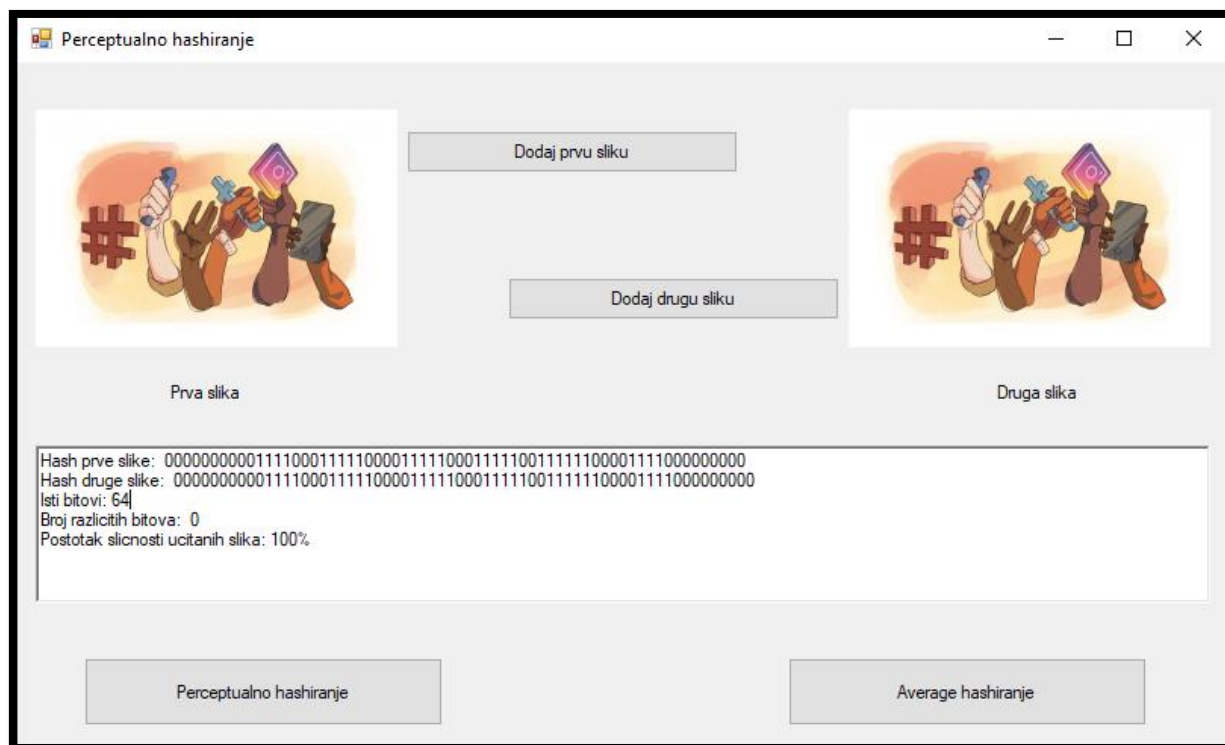 Perceptualno hashiranje
Dodaj prvu sliku
Dodaj drugu sliku
Prva slika
Druga slika
Hash prve slike: 0000000000111100011111000011111000111110011111100001111000000000
Hash druge slike: 0000000000111100011111000011111000111110011111100001111000000000
Isti bitovi: 64
Broj razlicitih bitova: 0
Postotak slicnosti ucitanih slika: 100%
Perceptualno hashiranje
Average hashiranje